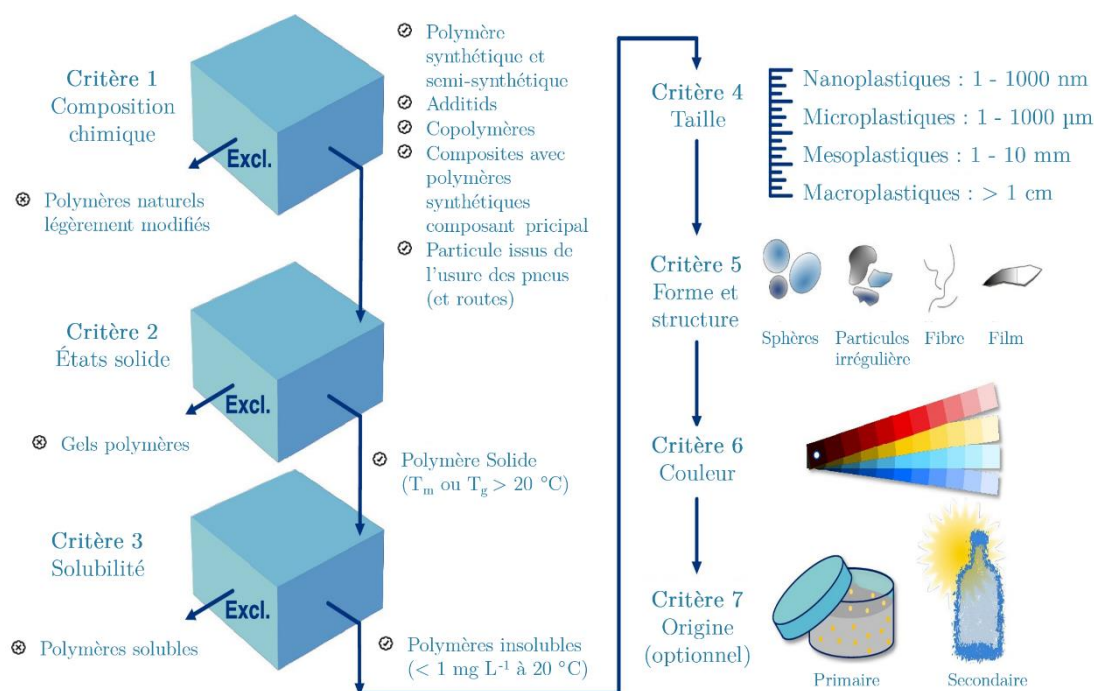 Critère 1
Composition
chimique
Excl.
Polymères naturels
légèrement modifiés
Polymère
synthétique et
semi-synthétique
Additids
Copolymères
Composites avec
polymères
synthétiques
composant pricipal
Particule issus de
l'usure des pneus
(et routes)
Critère 2
États solide
Excl.
Gels polymères
Polymère Solide
(Tm ou Tg > 20 °C)
Critère 3
Solubilité
Excl.
Polymères solubles
Polymères insolubles
(< 1 mg L⁻¹ à 20 °C)
Critère 4
Taille
Nanoplastiques : 1 - 1000 nm
Microplastiques : 1 - 1000 µm
Mesoplastiques : 1 - 10 mm
Macroplastiques : > 1 cm
Critère 5
Forme et
structure
Sphères
Particules
irrégulière
Fibre
Film
Critère 6
Couleur
Critère 7
Origine
(optionnel)
Primaire
Secondaire